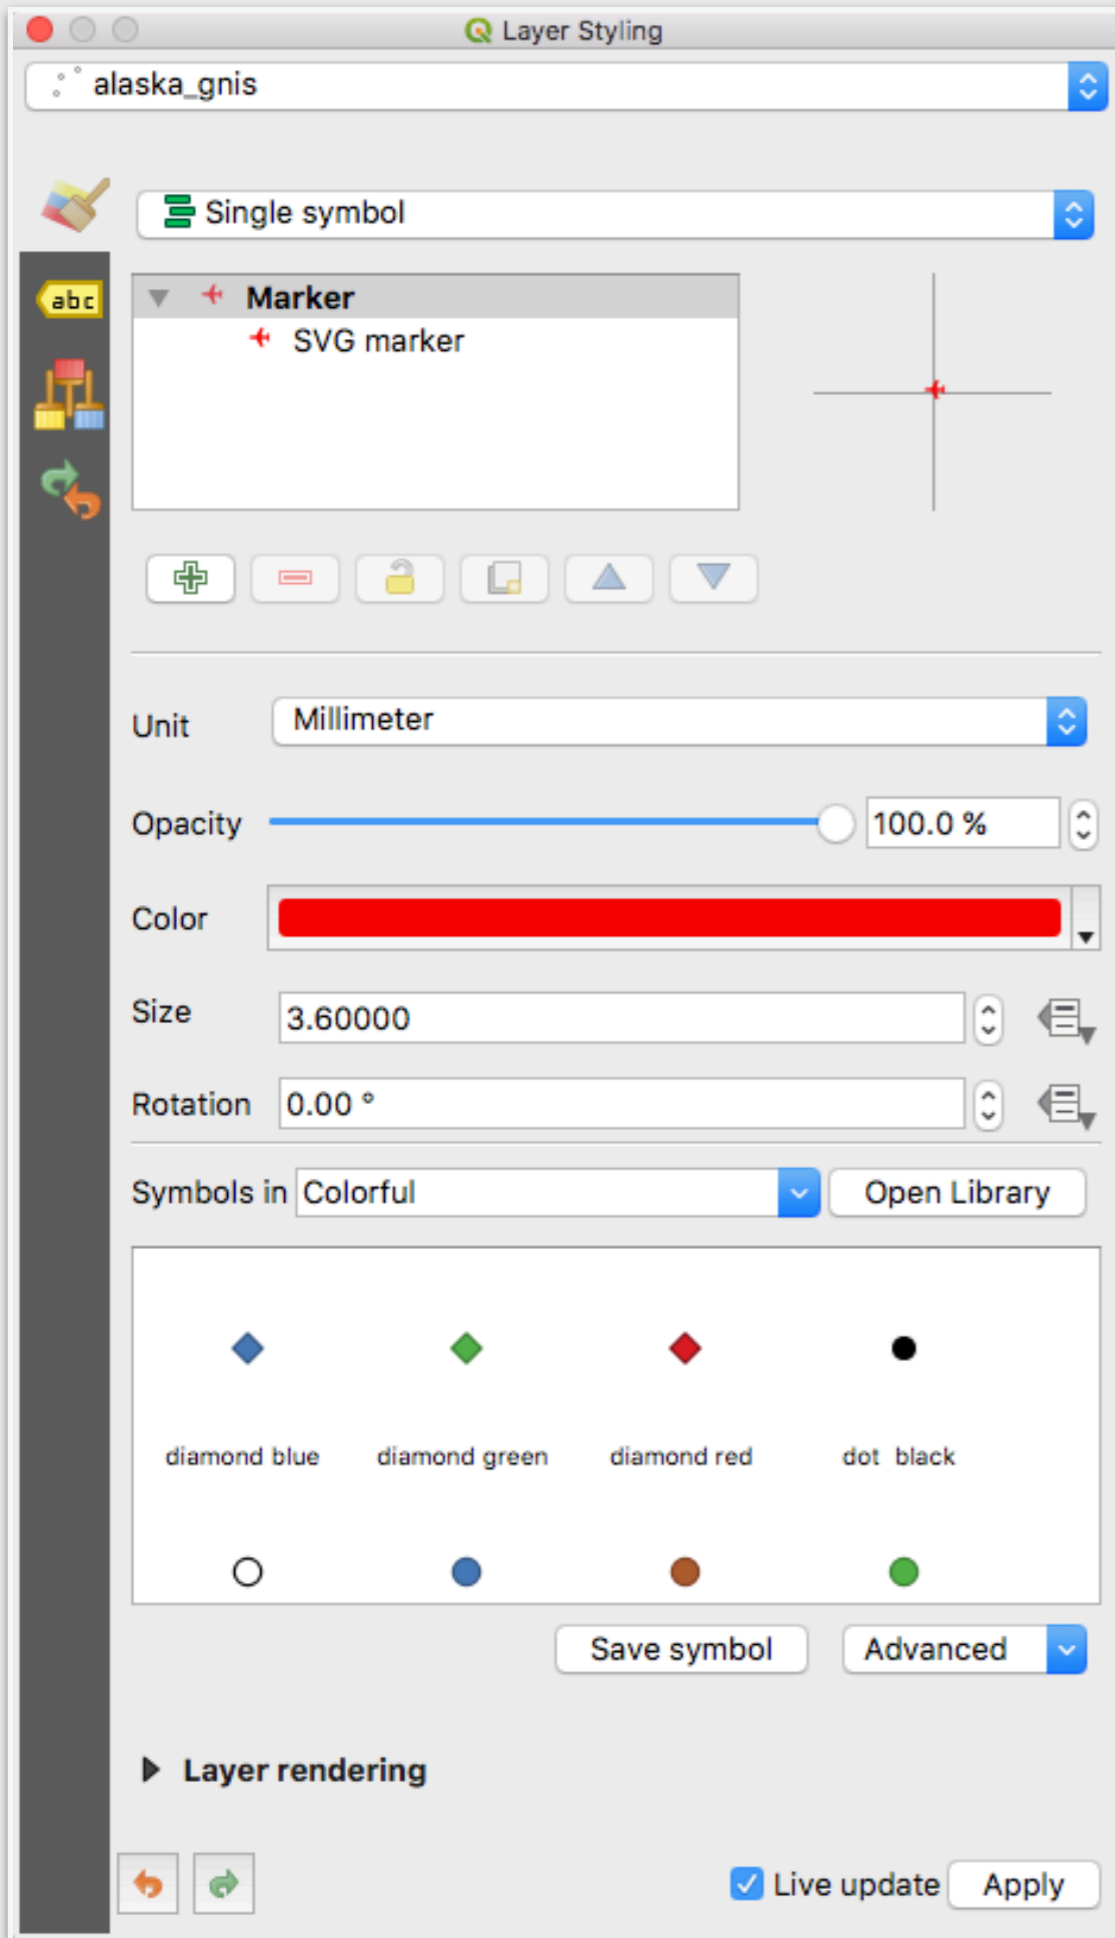 Layer Styling
alaska_gnis
Single symbol
abc
Marker
SVG marker
Unit Millimeter
Opacity 100.0 %
Color
Size 3.60000
Rotation 0.00 °
Symbols in Colorful Open Library
diamond blue diamond green diamond red dot  black
Save symbol Advanced
Layer rendering
Live update Apply